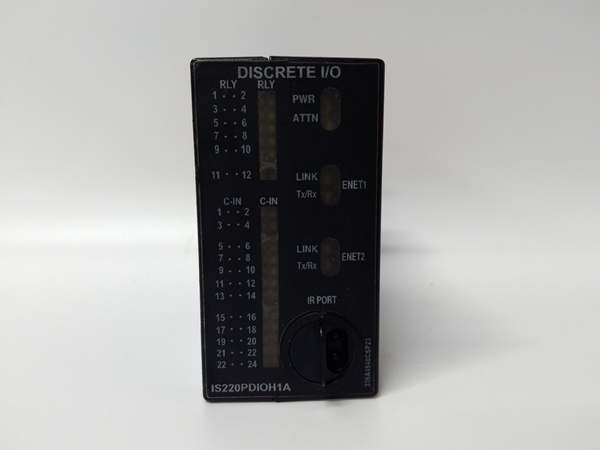 DISCRETE I/O
RLY RLY
1 · · 2
3 · · 4
5 · · 6
7 · · 8
9 · · 10
11 · · 12
PWR
ATTN
LINK
Tx/Rx
ENET1
C-IN C-IN
1 · · 2
3 · · 4
5 · · 6
7 · · 8
9 · · 10
11 · · 12
13 · · 14
15 · · 16
17 · · 18
19 · · 20
21 · · 22
22 · · 24
LINK
Tx/Rx
ENET2
IR PORT
IS220PDIOH1A